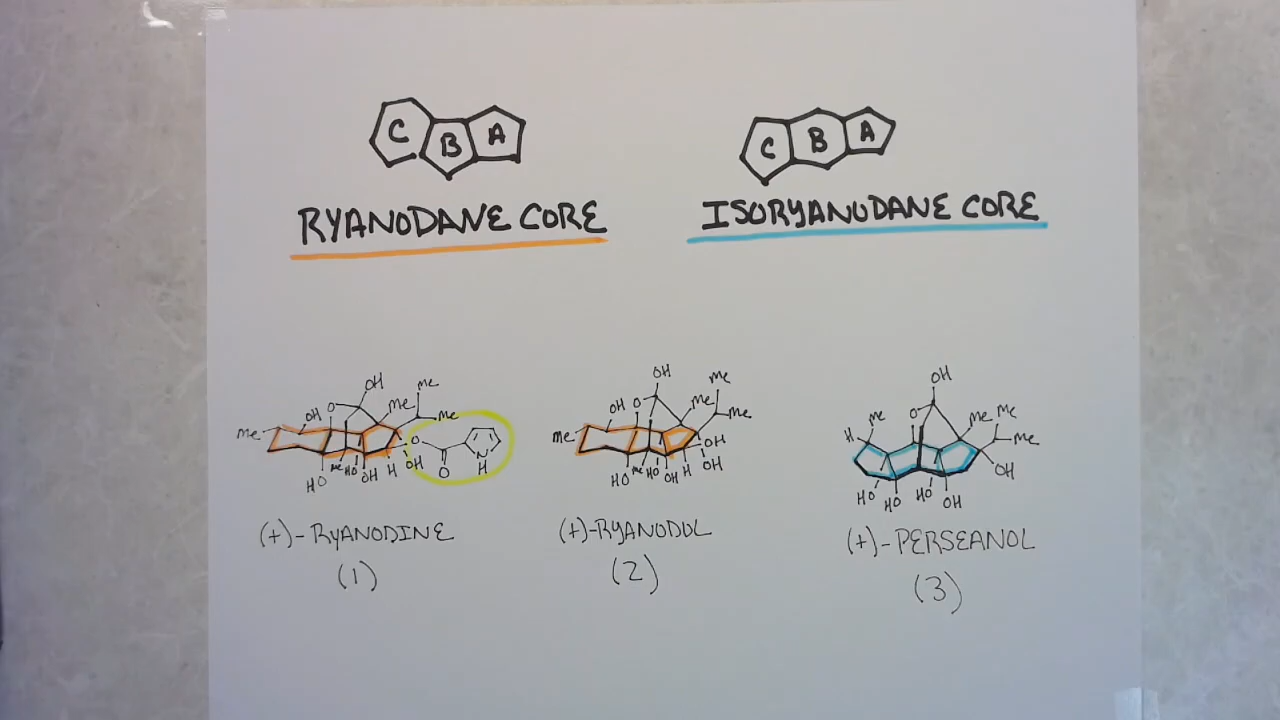 C B A
RYANODANE CORE
C B A
ISORYANODANE CORE
Me OH O OH Me Me Me O O N H H OH OH HO Me HO
(+)-RYANODINE
(1)
Me OH O OH Me Me Me OH OH H OH HO Me HO
(+)-RYANODOL
(2)
H Me O OH Me Me Me OH OH HO HO HO
(+)-PERSEANOL
(3)